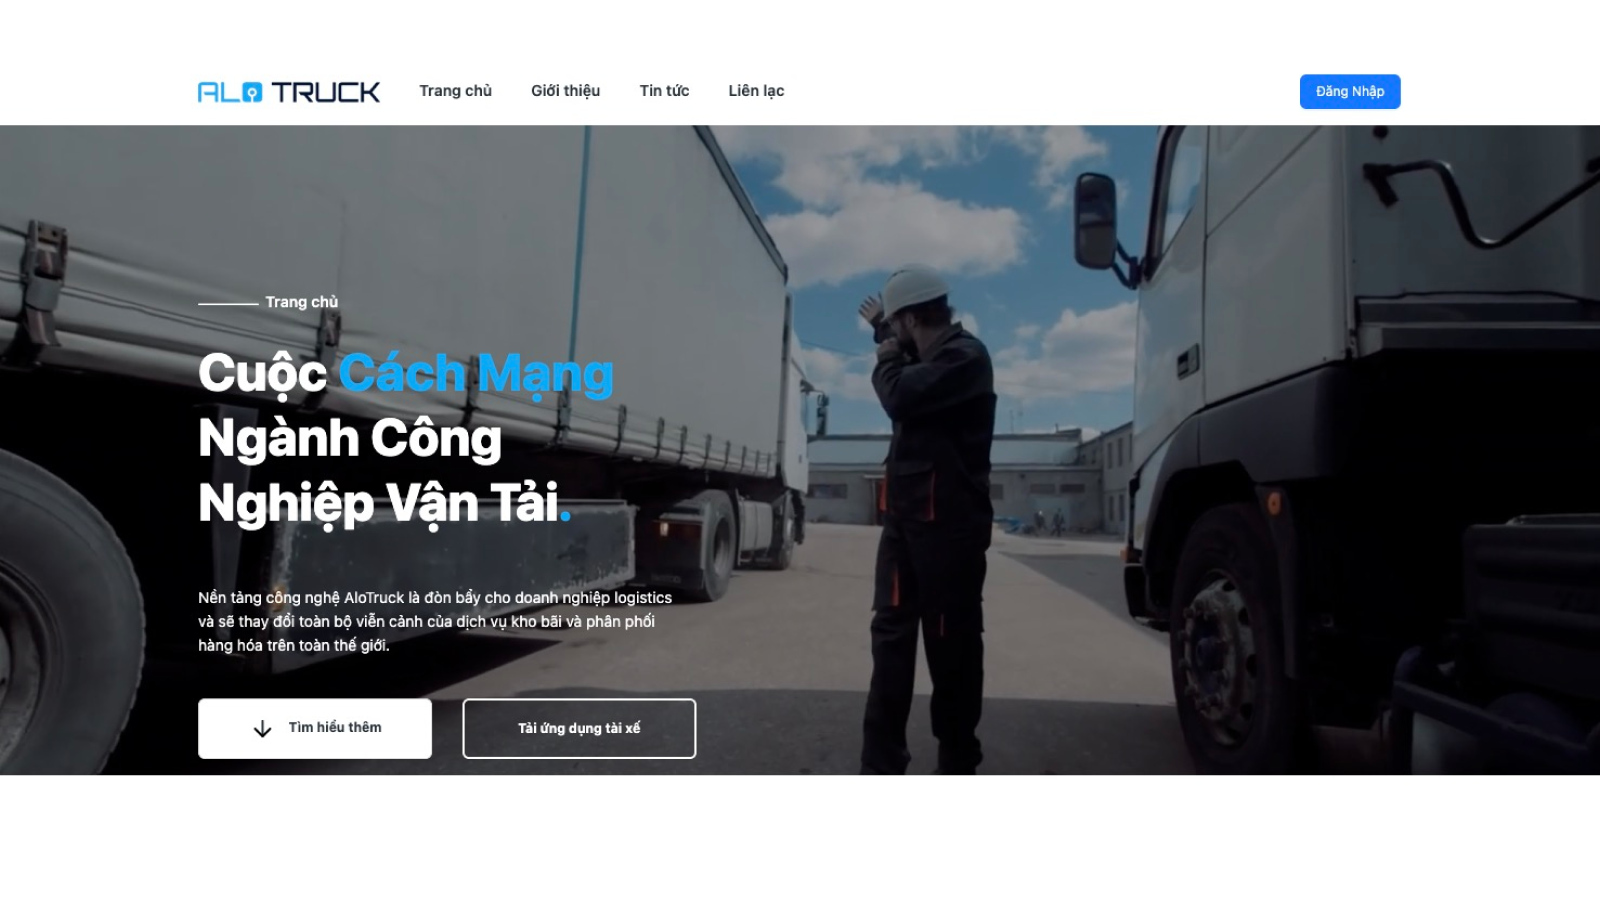 ALO TRUCK
Trang chủ
Giới thiệu
Tin tức
Liên lạc
Đăng Nhập
Trang chủ
Cuộc Cách Mạng
Ngành Công
Nghiệp Vận Tải.
Nền tảng công nghệ AloTruck là đòn bẩy cho doanh nghiệp logistics
và sẽ thay đổi toàn bộ viễn cảnh của dịch vụ kho bãi và phân phối
hàng hóa trên toàn thế giới.
Tìm hiểu thêm
Tải ứng dụng tài xế